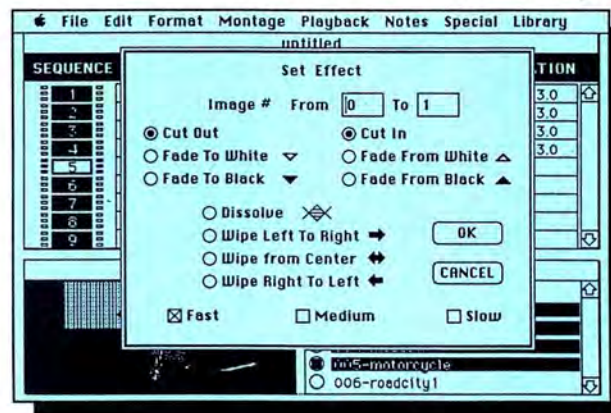 File Edit Format Montage Playback Notes Special Library
untitled
SEQUENCE
TION
Set Effect
Image # From 0 To 1
Cut Out
Cut In
Fade To White
Fade From White
Fade To Black
Fade From Black
Dissolve
Wipe Left To Right
Wipe from Center
Wipe Right To Left
OK
CANCEL
Fast
Medium
Slow
1
2
3
4
5
6
7
8
9
3.0
3.0
3.0
3.0
005-motorcycle
006-roadcity1